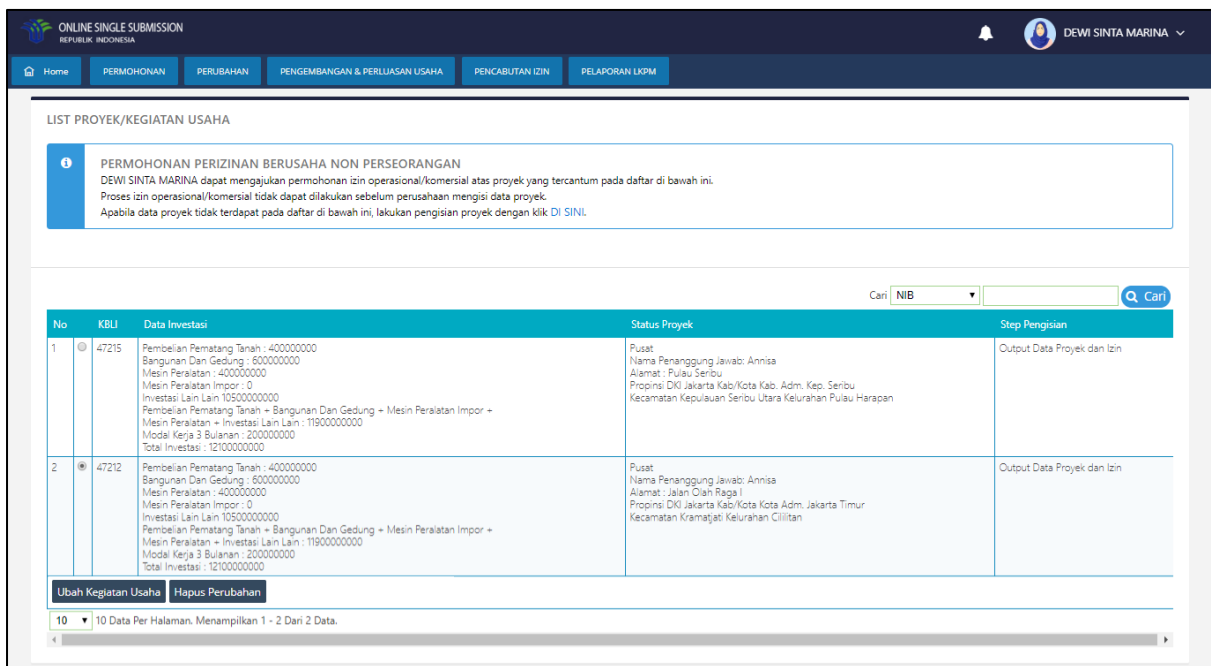 ONLINE SINGLE SUBMISSION
REPUBLIK INDONESIA
DEWI SINTA MARINA
Home PERMOHONAN PERUBAHAN PENGEMBANGAN & PERLUASAN USAHA PENCABUTAN IZIN PELAPORAN LKPM
LIST PROYEK/KEGIATAN USAHA
PERMOHONAN PERIZINAN BERUSAHA NON PERSEORANGAN
DEWI SINTA MARINA dapat mengajukan permohonan izin operasional/komersial atas proyek yang tercantum pada daftar di bawah ini.
Proses izin operasional/komersial tidak dapat dilakukan sebelum perusahaan mengisi data proyek.
Apabila data proyek tidak terdapat pada daftar di bawah ini, lakukan pengisian proyek dengan klik DI SINI.
Cari NIB Cari
No KBLI Data Investasi Status Proyek Step Pengisian
1 47215
Pembelian Pematang Tanah : 400000000
Bangunan Dan Gedung : 600000000
Mesin Peralatan : 400000000
Mesin Peralatan Impor : 0
Investasi Lain Lain 10500000000
Pembelian Pematang Tanah + Bangunan Dan Gedung + Mesin Peralatan Impor +
Mesin Peralatan + Investasi Lain Lain : 11900000000
Modal Kerja 3 Bulanan : 200000000
Total Investasi : 12100000000
Pusat
Nama Penanggung Jawab: Annisa
Alamat : Pulau Seribu
Propinsi DKI Jakarta Kab/Kota Kab. Adm. Kep. Seribu
Kecamatan Kepulauan Seribu Utara Kelurahan Pulau Harapan
Output Data Proyek dan Izin
2 47212
Pembelian Pematang Tanah : 400000000
Bangunan Dan Gedung : 600000000
Mesin Peralatan : 400000000
Mesin Peralatan Impor : 0
Investasi Lain Lain 10500000000
Pembelian Pematang Tanah + Bangunan Dan Gedung + Mesin Peralatan Impor +
Mesin Peralatan + Investasi Lain Lain : 11900000000
Modal Kerja 3 Bulanan : 200000000
Total Investasi : 12100000000
Pusat
Nama Penanggung Jawab: Annisa
Alamat : Jalan Olah Raga I
Propinsi DKI Jakarta Kab/Kota Kota Adm. Jakarta Timur
Kecamatan Kramatjati Kelurahan Cililitan
Output Data Proyek dan Izin
Ubah Kegiatan Usaha Hapus Perubahan
10 10 Data Per Halaman. Menampilkan 1 - 2 Dari 2 Data.